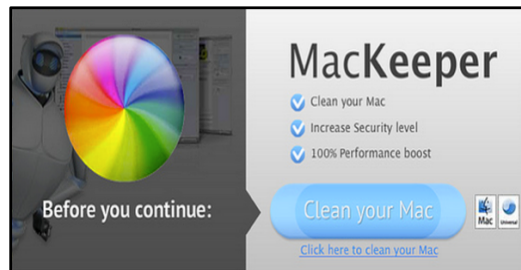 MacKeeper
Clean your Mac
Increase Security level
100% Performance boost
Before you continue:
Clean your Mac
Mac
Universal
Click here to clean your Mac